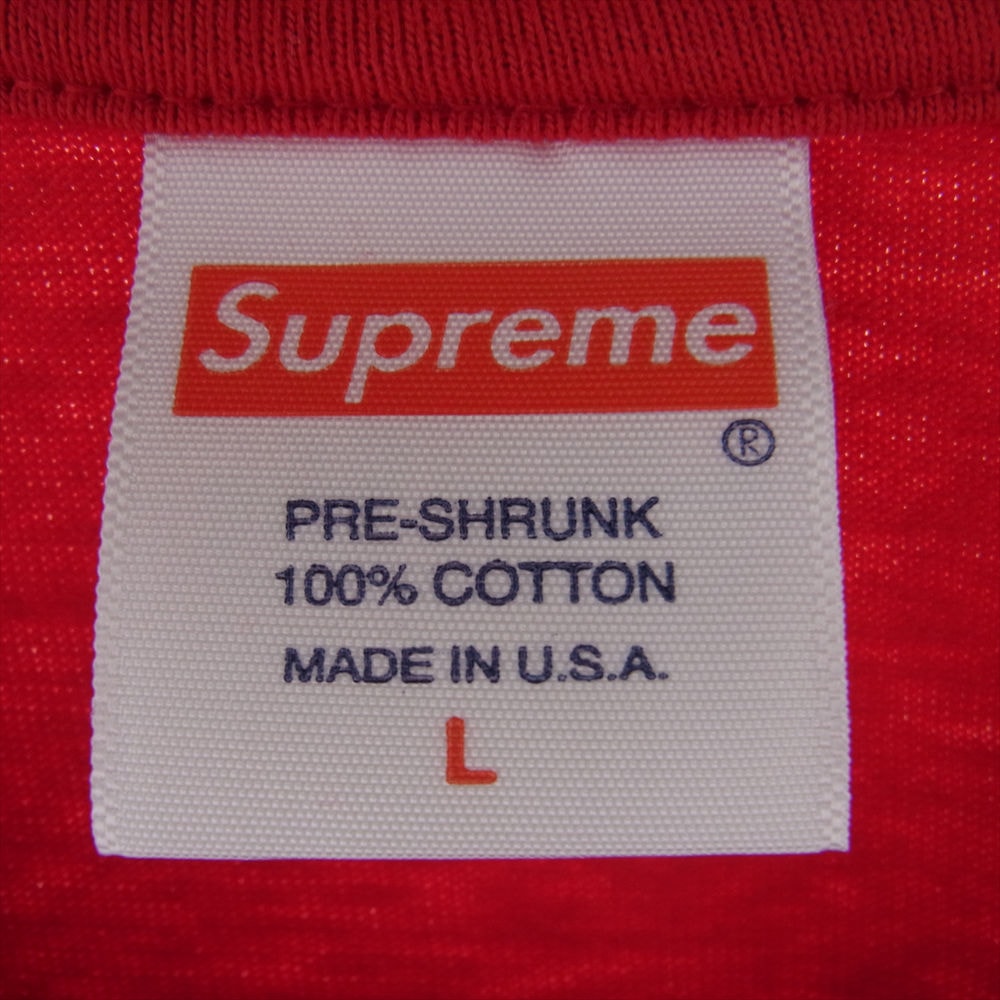 Supreme
®
PRE-SHRUNK
100% COTTON
MADE IN U.S.A.
L